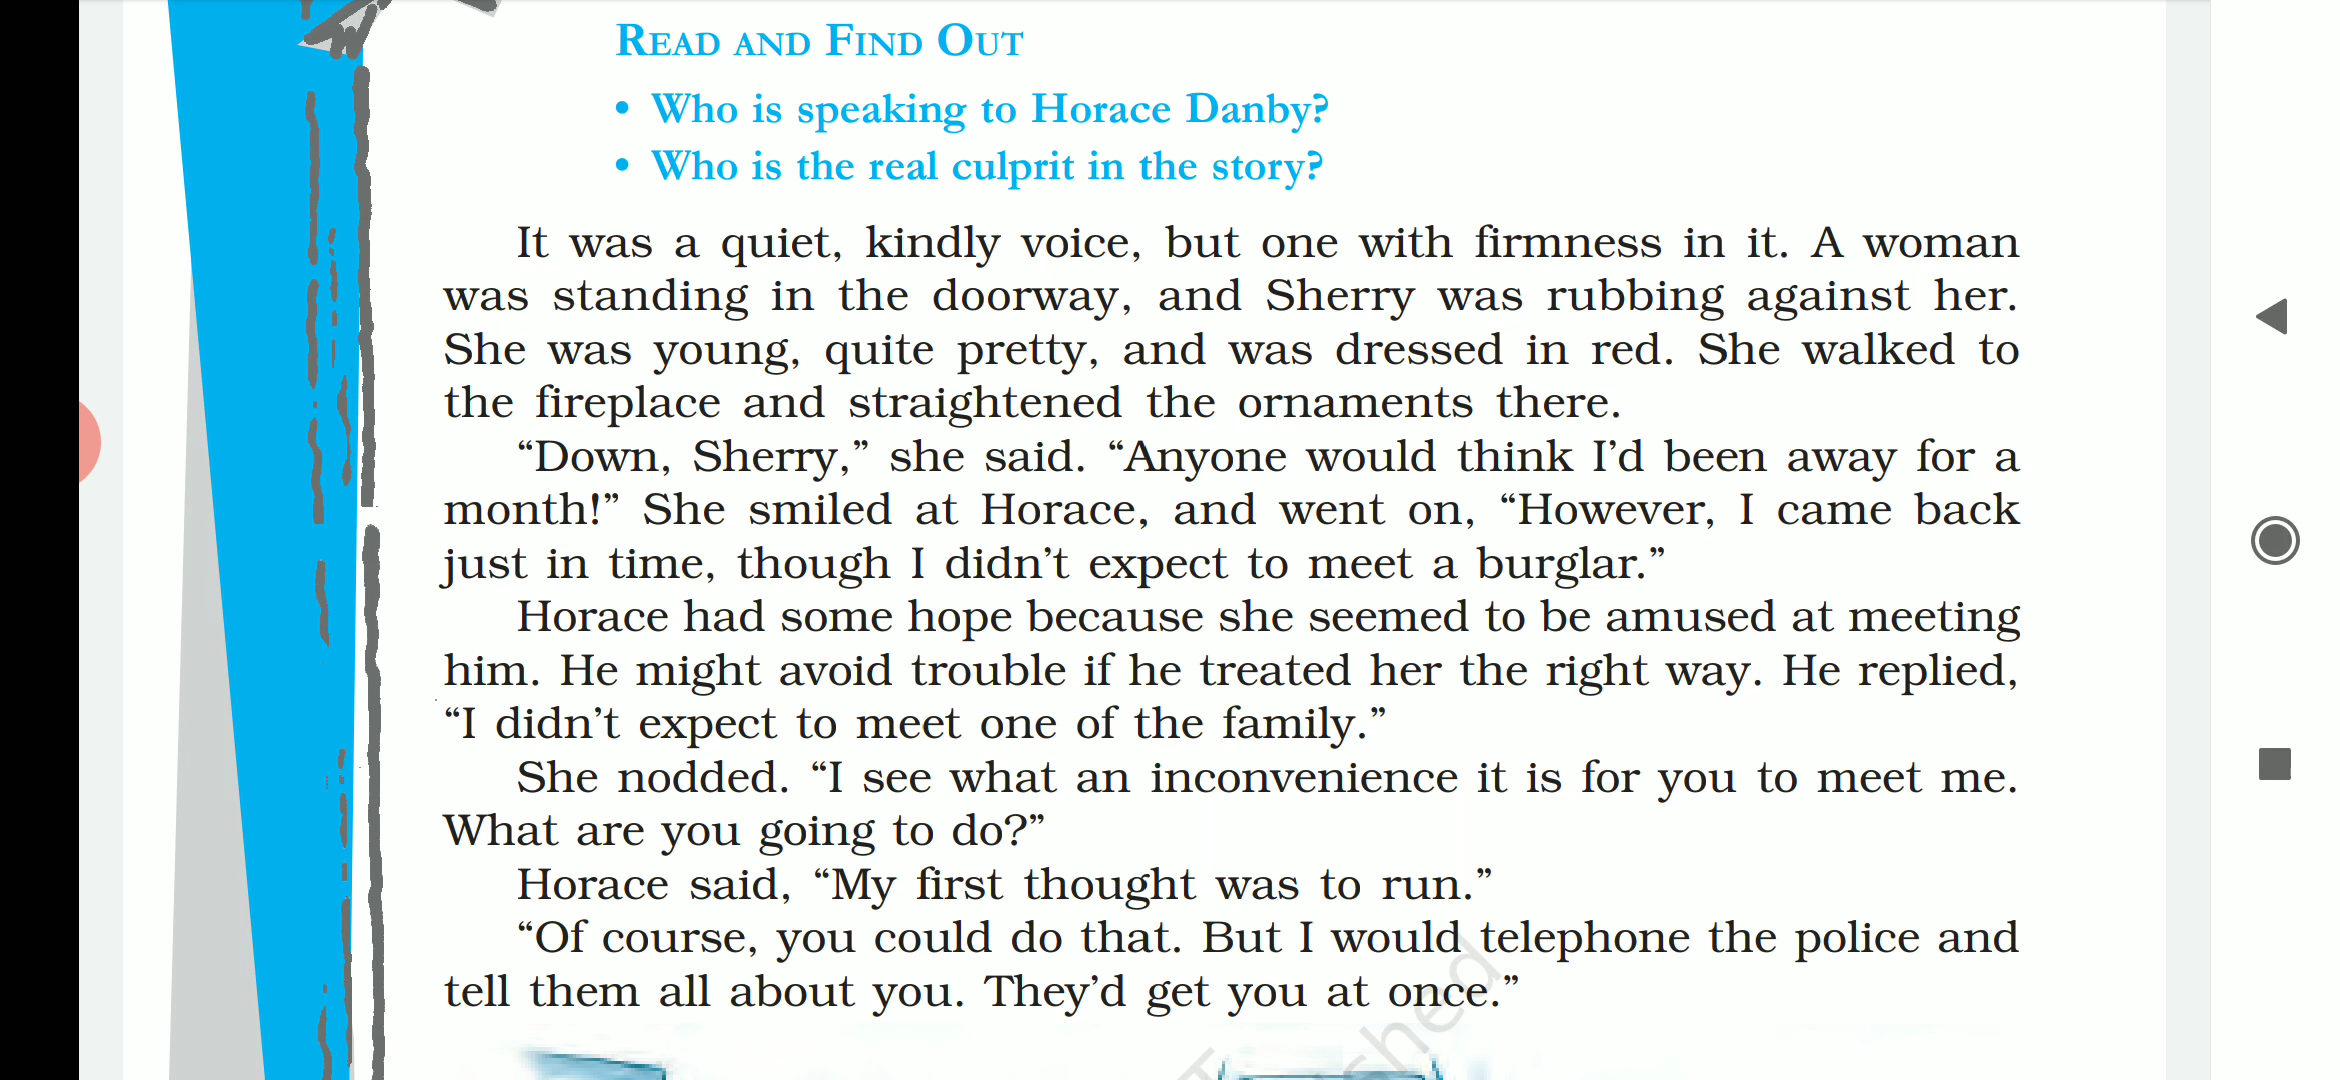 READ AND FIND OUT
• Who is speaking to Horace Danby?
• Who is the real culprit in the story?
It was a quiet, kindly voice, but one with firmness in it. A woman
was standing in the doorway, and Sherry was rubbing against her.
She was young, quite pretty, and was dressed in red. She walked to
the fireplace and straightened the ornaments there.
“Down, Sherry,” she said. “Anyone would think I’d been away for a
month!” She smiled at Horace, and went on, “However, I came back
just in time, though I didn’t expect to meet a burglar.”
Horace had some hope because she seemed to be amused at meeting
him. He might avoid trouble if he treated her the right way. He replied,
“I didn’t expect to meet one of the family.”
She nodded. “I see what an inconvenience it is for you to meet me.
What are you going to do?”
Horace said, “My first thought was to run.”
“Of course, you could do that. But I would telephone the police and
tell them all about you. They’d get you at once.”